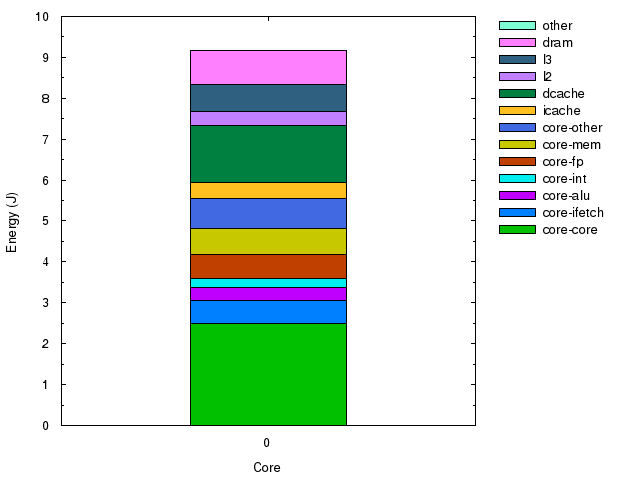 10
9
8
7
6
5
4
3
2
1
0
Energy (J)
0
Core
other
dram
l3
l2
dcache
icache
core-other
core-mem
core-fp
core-int
core-alu
core-ifetch
core-core